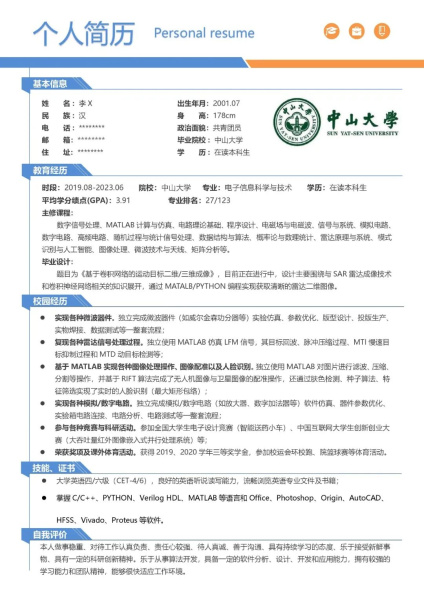 个人简历 Personal resume
基本信息
姓 名：李 X 出生年月：2001.07
民 族：汉 身 高：178cm
电 话：******** 政治面貌：共青团员
邮 箱：******** 毕业院校：中山大学
住 址：******** 学 历：在读本科生
中山大學
SUN YAT-SEN UNIVERSITY
教育经历
时段：2019.08-2023.06 院校：中山大学 专业：电子信息科学与技术 学历：在读本科生
平均学分绩点(GPA)：3.91 专业排名：27/123
主修课程：
数字信号处理、MATLAB 计算与仿真、电路理论基础、程序设计、电磁场与电磁波、信号与系统、模拟电路、
数字电路、高频电路、随机过程与统计信号处理、数据结构与算法、概率论与数理统计、雷达原理与系统、模式
识别与人工智能、图像处理、微波技术与天线、矩阵分析等。
毕业设计：
题目为《基于卷积网络的运动目标二维/三维成像》，目前正在进行中，设计主要围绕与 SAR 雷达成像技术
和卷积神经网络相关的知识展开，通过 MATALB/PYTHON 编程实现获取清晰的雷达二维图像。
校园经历
● 实现各种微波器件。独立完成微波器件（如威尔金森功分器等）实验仿真、参数优化、版型设计、投版生产、
实物焊接、数据测试等一整套流程；
● 复现各种雷达信号处理过程。独立使用 MATLAB 仿真 LFM 信号，其目标回波、脉冲压缩过程、MTI 慢速目
标抑制过程和 MTD 动目标检测等；
● 基于 MATLAB 实现各种图像处理操作、图像配准以及人脸识别。独立使用 MATLAB 对图片进行滤波、压缩、
分割等操作，并基于 RIFT 算法完成了无人机图像与卫星图像的配准操作，还通过肤色检测、种子算法、特
征筛选实现了实时的人脸识别（最大矩形包络）；
● 实现各种模拟/数字电路。独立完成模拟/数字电路（如放大器、数字加法器等）软件仿真、器件参数优化、
实验箱电路连接、电路分析、电路测试等一整套流程；
● 参与各种竞赛与科研活动。参加全国大学生电子设计竞赛（智能送药小车）、中国互联网大学生创新创业大
赛（大吞吐量红外图像嵌入式并行处理系统）等；
● 荣获奖项及课外体育活动。获得 2019、2020 学年三等奖学金，参加校运会环校跑、院篮球赛等体育活动。
技能、证书
● 大学英语四/六级（CET-4/6），良好的英语听说读写能力，流畅浏览英语专业文件及书籍；
● 掌握 C/C++、PYTHON、Verilog HDL、MATLAB 等语言和 Office、Photoshop、Origin、AutoCAD、
HFSS、Vivado、Proteus 等软件。
自我评价
本人做事稳重、对待工作认真负责、责任心较强、待人真诚、善于沟通、具有持续学习的态度、乐于接受新鲜事
物、具有一定的科研创新精神。乐于从事算法开发，具备一定的软件分析、设计、开发和应用能力，拥有较强的
学习能力和团队精神，能够很快适应工作环境。